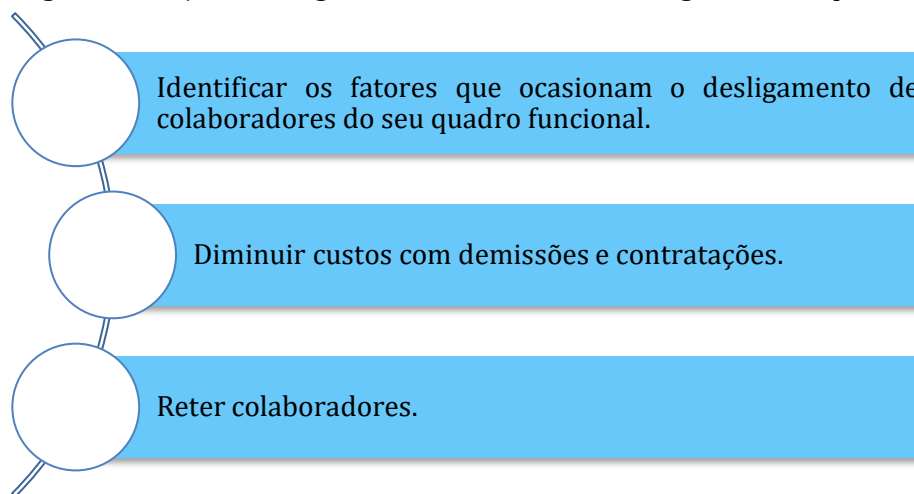 Identificar os fatores que ocasionam o desligamento de
colaboradores do seu quadro funcional.
Diminuir custos com demissões e contratações.
Reter colaboradores.